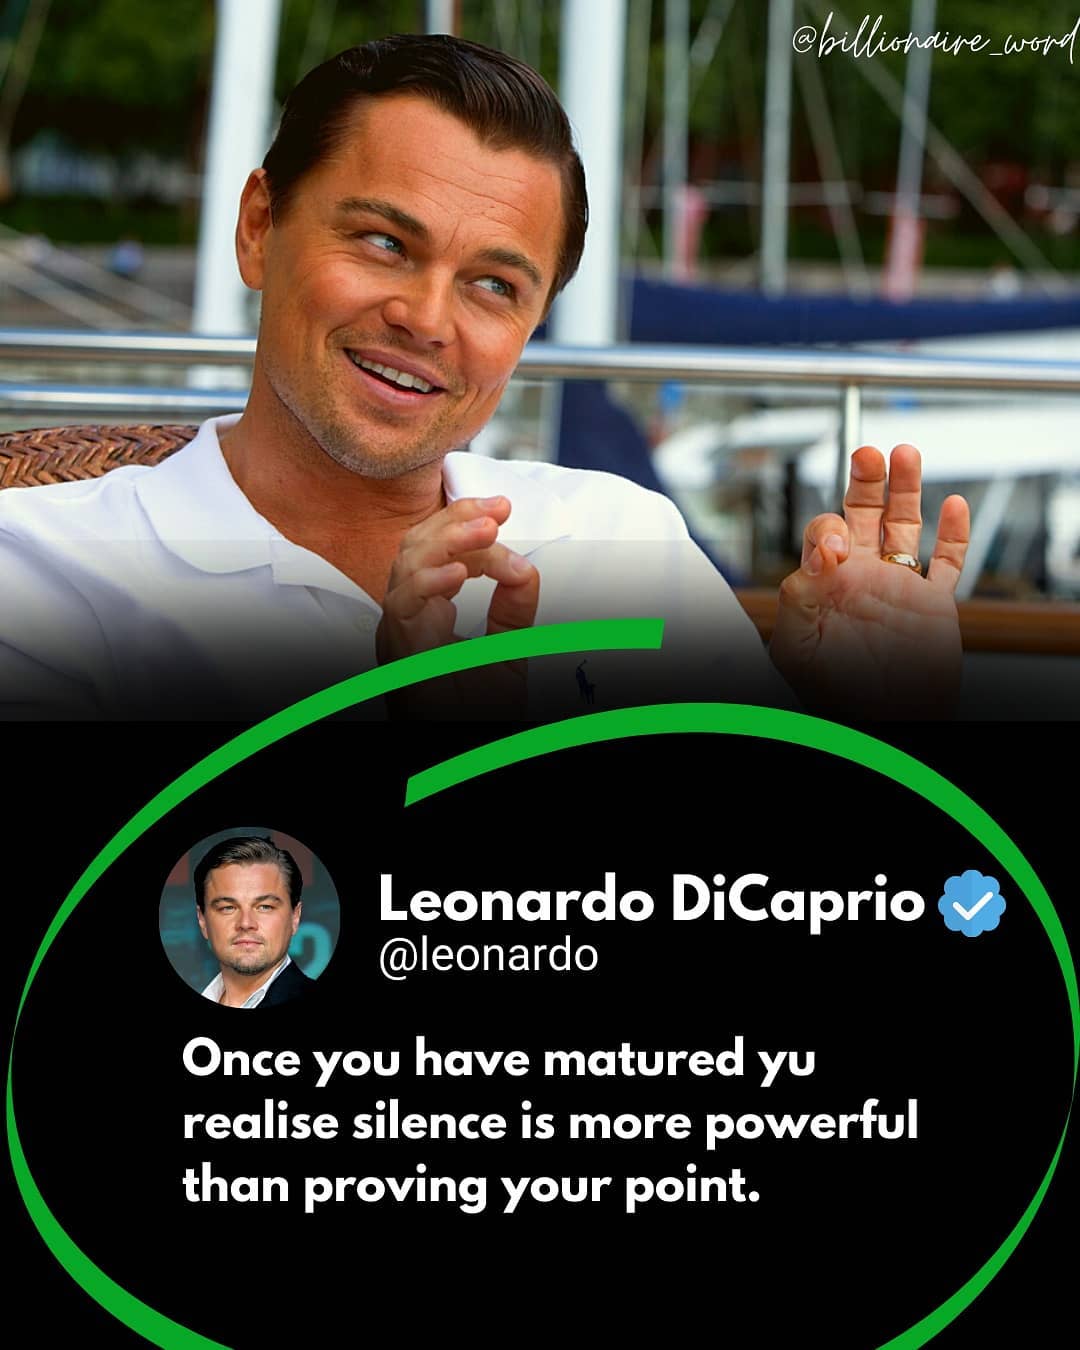 @billionaire_word
Leonardo DiCaprio
@leonardo
Once you have matured yu
realise silence is more powerful
than proving your point.